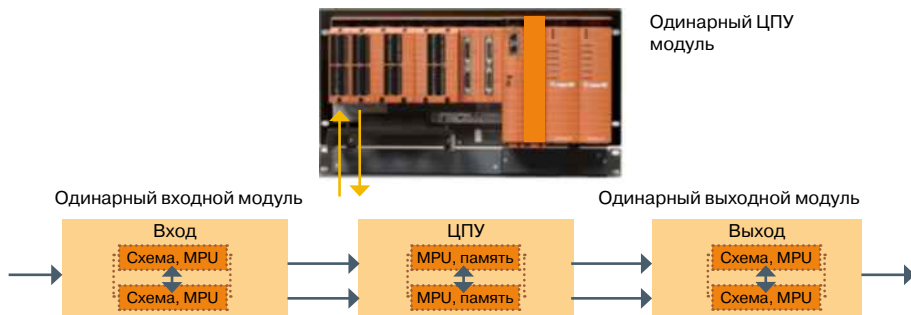 Одинарный ЦПУ
модуль
Одинарный входной модуль
Одинарный выходной модуль
Вход
ЦПУ
Выход
Схема, MPU
MPU, память
Схема, MPU
Схема, MPU
MPU, память
Схема, MPU